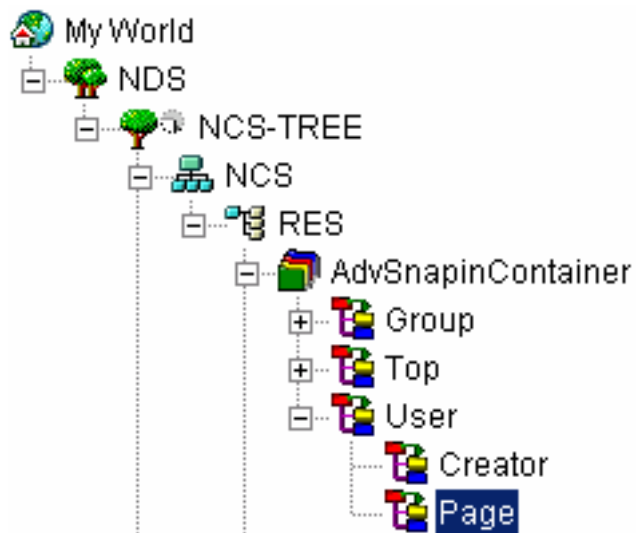 My World
NDS
NCS-TREE
NCS
RES
AdvSnapinContainer
Group
Top
User
Creator
Page